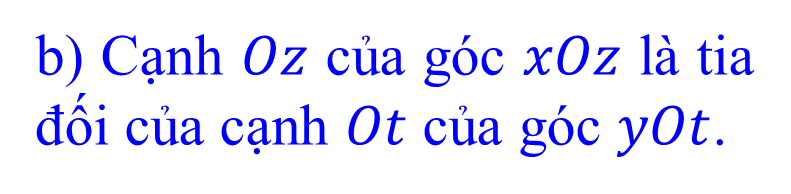 b) Cạnh Oz của góc xOz là tia
đối của cạnh Ot của góc yOt.